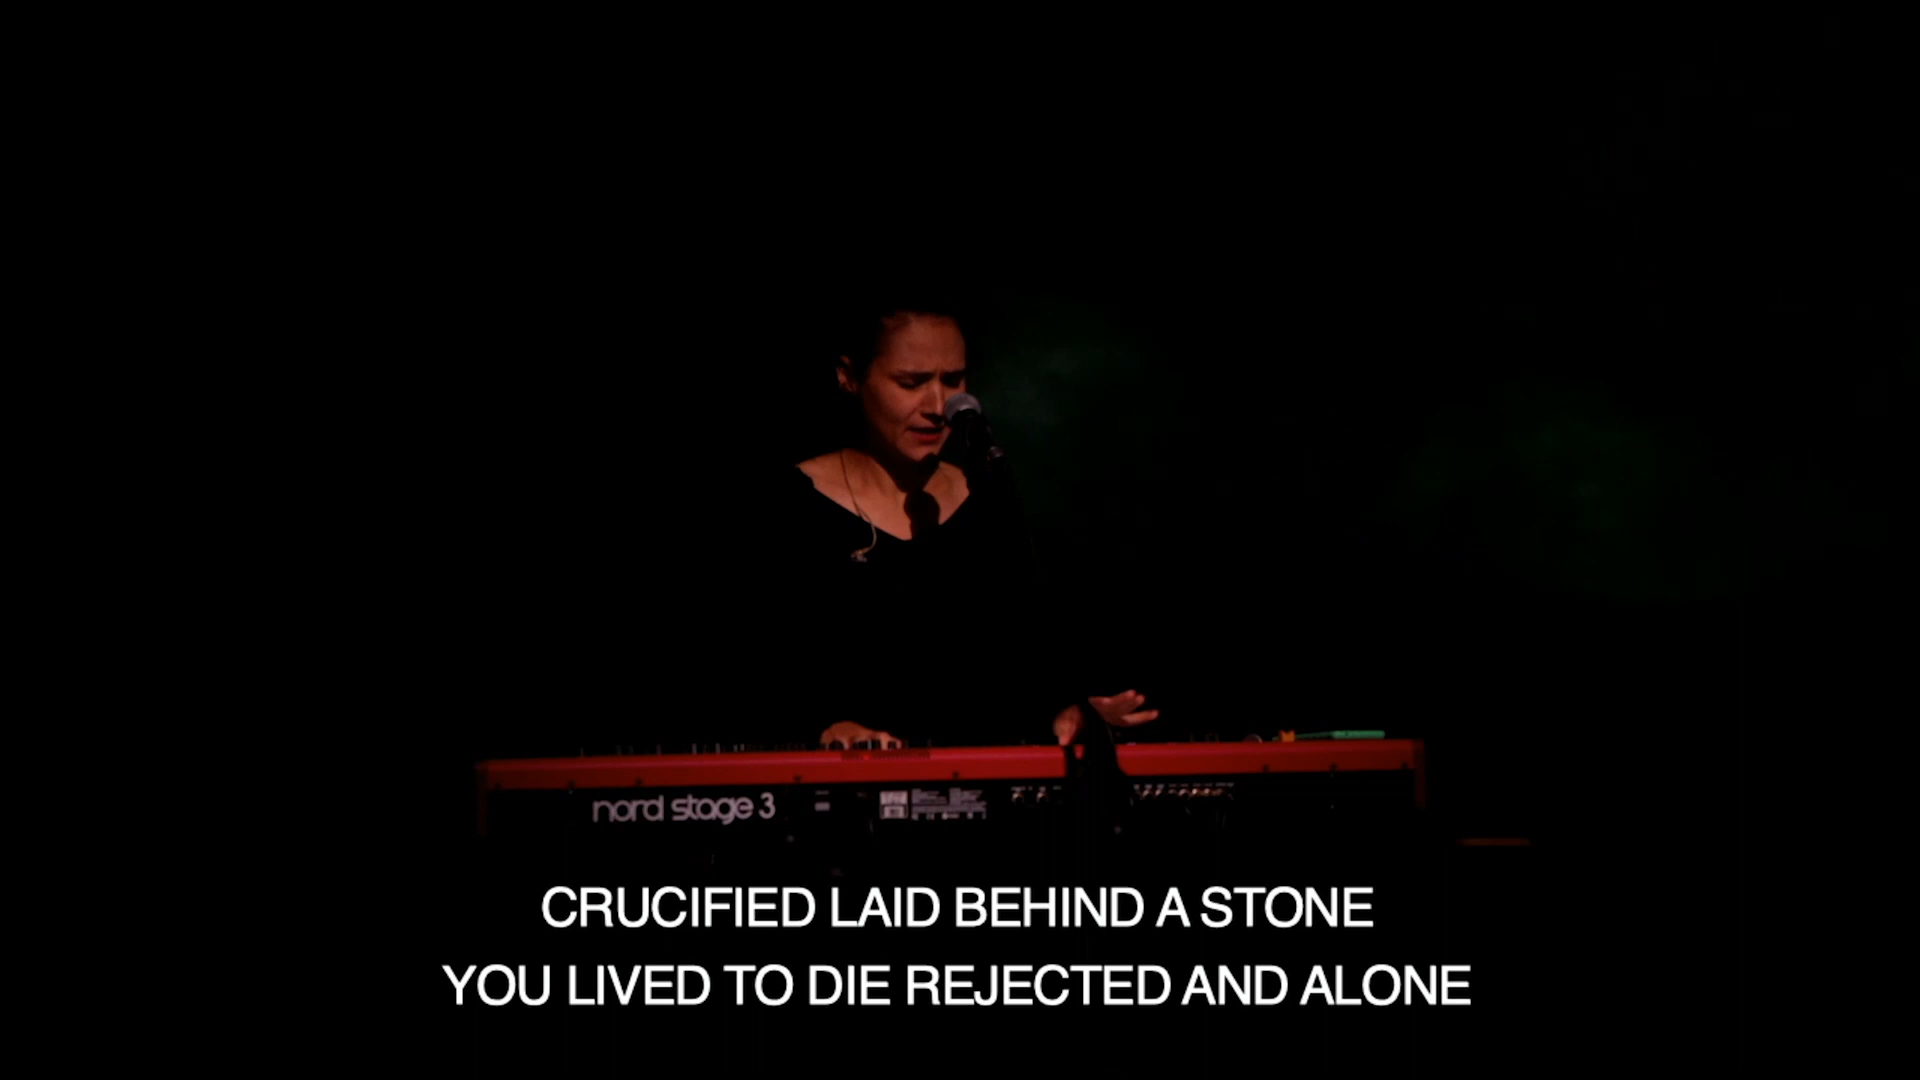 nord stage 3
CRUCIFIED LAID BEHIND A STONE
YOU LIVED TO DIE REJECTED AND ALONE